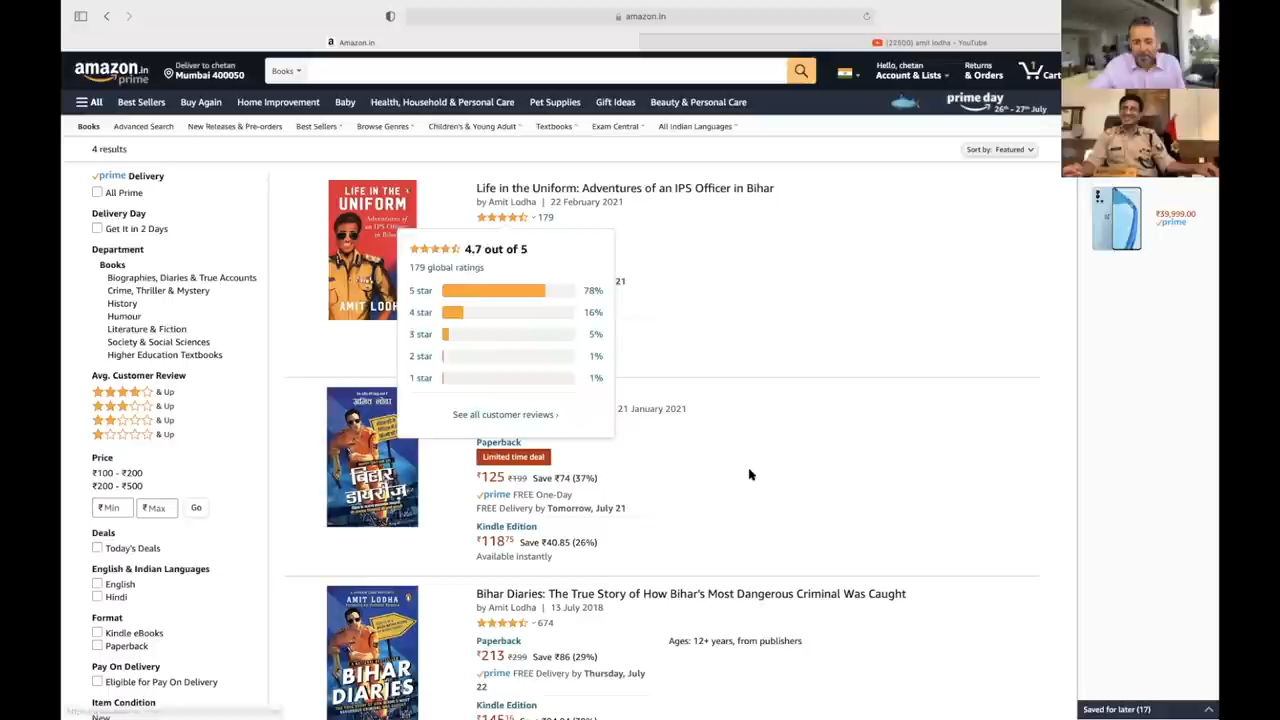 amazon.in
Amazon.in
(22500) amit lodha - YouTube
amazon.in
prime
Deliver to chetan
Mumbai 400050
Books
Hello, chetan
Account & Lists
Returns
& Orders
1
Cart
All
Best Sellers
Buy Again
Home Improvement
Baby
Health, Household & Personal Care
Pet Supplies
Gift Ideas
Beauty & Personal Care
prime day
26th - 27th July
Books
Advanced Search
New Releases & Pre-orders
Best Sellers
Browse Genres
Children's & Young Adult
Textbooks
Exam Central
All Indian Languages
4 results
Sort by: Featured
prime Delivery
All Prime
Delivery Day
Get It in 2 Days
Department
Books
Biographies, Diaries & True Accounts
Crime, Thriller & Mystery
History
Humour
Literature & Fiction
Society & Social Sciences
Higher Education Textbooks
Avg. Customer Review
& Up
& Up
& Up
& Up
Price
₹100 - ₹200
₹200 - ₹500
₹ Min
₹ Max
Go
Deals
Today's Deals
English & Indian Languages
English
Hindi
Format
Kindle eBooks
Paperback
Pay On Delivery
Eligible for Pay On Delivery
Item Condition
New
LIFE IN THE
UNIFORM
Adventures of
an IPS Officer
in Bihar
AMIT LODH
Life in the Uniform: Adventures of an IPS Officer in Bihar
by Amit Lodha | 22 February 2021
179
4.7 out of 5
179 global ratings
5 star 78%
4 star 16%
3 star 5%
2 star 1%
1 star 1%
See all customer reviews ›
21
अमित लोढा
बिहार
डायरीज़
21 January 2021
Paperback
Limited time deal
₹125 ₹199 Save ₹74 (37%)
prime FREE One-Day
FREE Delivery by Tomorrow, July 21
Kindle Edition
₹118.75 Save ₹40.85 (26%)
Available instantly
AMIT LODHA
BIHAR
DIARIES
Bihar Diaries: The True Story of How Bihar's Most Dangerous Criminal Was Caught
by Amit Lodha | 13 July 2018
674
Paperback
₹213 ₹299 Save ₹86 (29%)
prime FREE Delivery by Thursday, July
22
Kindle Edition
Ages: 12+ years, from publishers
₹39,999.00
prime
Saved for later (17)